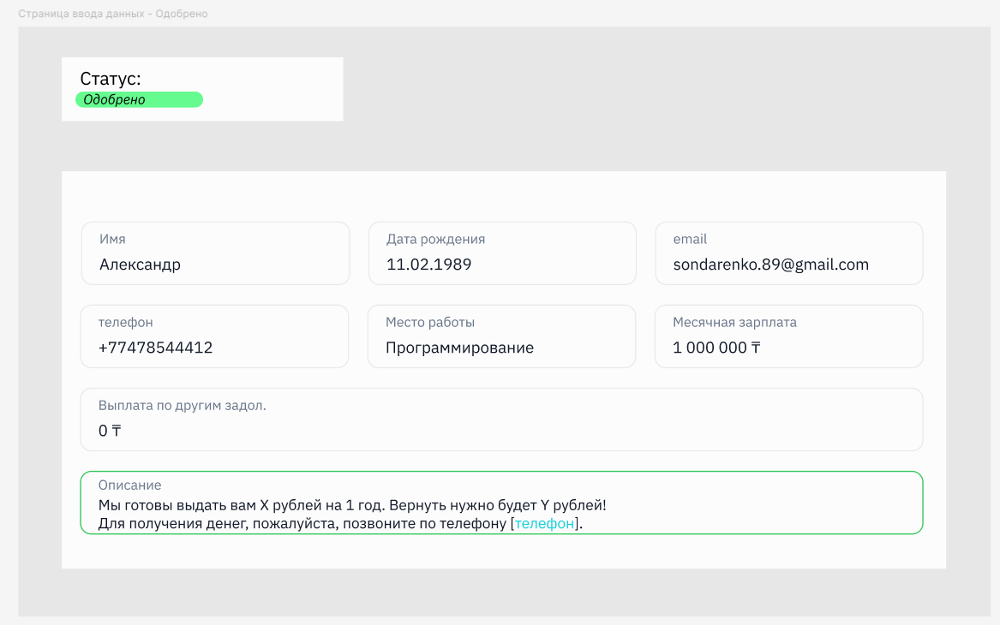 Страница ввода данных - Одобрено
Статус:
Одобрено
Имя
Александр
Дата рождения
11.02.1989
email
sondarenko.89@gmail.com
телефон
+77478544412
Место работы
Программирование
Месячная зарплата
1 000 000 ₸
Выплата по другим задол.
0 ₸
Описание
Мы готовы выдать вам X рублей на 1 год. Вернуть нужно будет Y рублей!
Для получения денег, пожалуйста, позвоните по телефону [телефон].